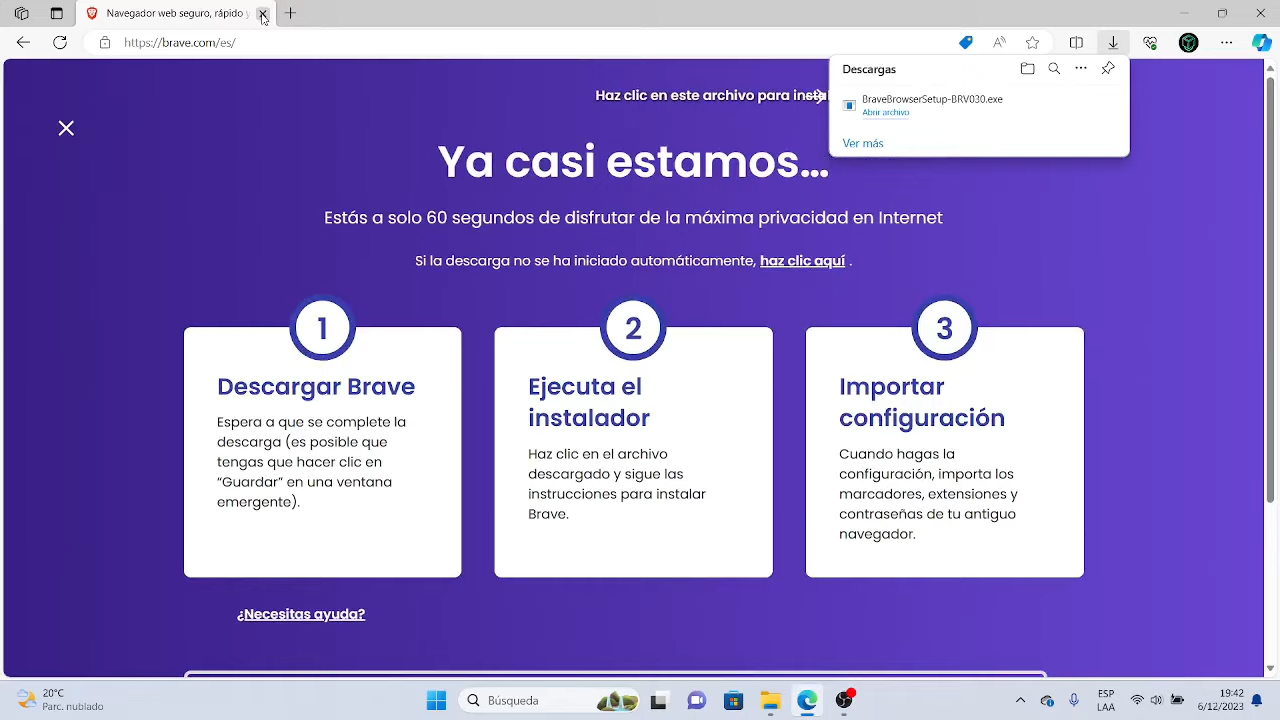 Navegador web seguro, rápido y
https://brave.com/es/
Descargas
BraveBrowserSetup-BRV030.exe
Abrir archivo
Ver más
Haz clic en este archivo para
Ya casi estamos...
Estás a solo 60 segundos de disfrutar de la máxima privacidad en Internet
Si la descarga no se ha iniciado automáticamente, haz clic aquí .
1
Descargar Brave
Espera a que se complete la
descarga (es posible que
tengas que hacer clic en
“Guardar” en una ventana
emergente).
2
Ejecuta el
instalador
Haz clic en el archivo
descargado y sigue las
instrucciones para instalar
Brave.
3
Importar
configuración
Cuando hagas la
configuración, importa los
marcadores, extensiones y
contraseñas de tu antiguo
navegador.
¿Necesitas ayuda?
20°C
Parc. nublado
Búsqueda
ESP
LAA
19:42
6/12/2023